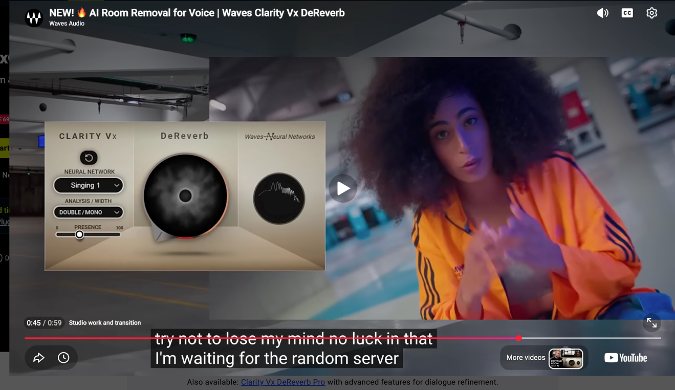 NEW! 🔥 AI Room Removal for Voice | Waves Clarity Vx DeReverb
Waves Audio
CC
CLARITY Vx
DeReverb
Waves Neural Networks
NEURAL NETWORK
Singing 1
ANALYSIS / WIDTH
DOUBLE / MONO
0 PRESENCE 100
0:45 / 0:59 Studio work and transition
try not to lose my mind no luck in that
I'm waiting for the random server
More videos
YouTube
Also available: Clarity Vx DeReverb Pro with advanced features for dialogue refinement.